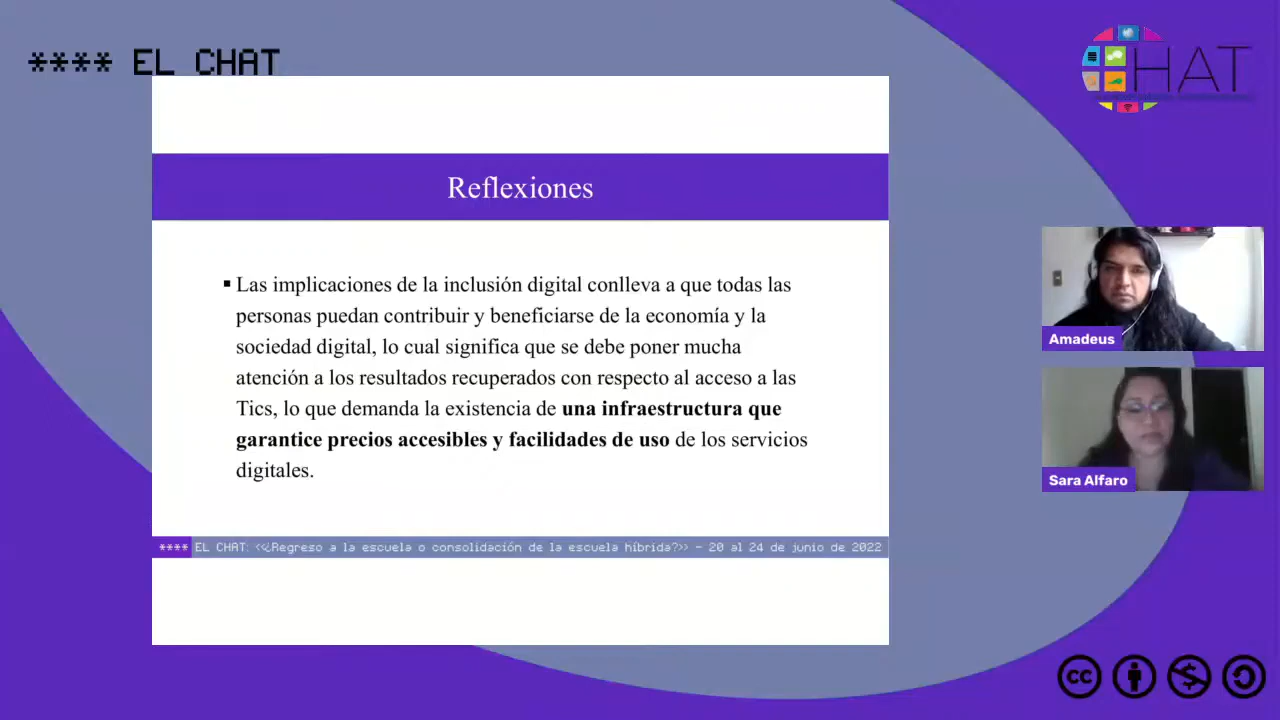 **** EL CHAT
HAT
Reflexiones
▪ Las implicaciones de la inclusión digital conlleva a que todas las
personas puedan contribuir y beneficiarse de la economía y la
sociedad digital, lo cual significa que se debe poner mucha
atención a los resultados recuperados con respecto al acceso a las
Tics, lo que demanda la existencia de una infraestructura que
garantice precios accesibles y facilidades de uso de los servicios
digitales.
**** EL CHAT: <<¿Regreso a la escuela o consolidación de la escuela híbrida?>> – 20 al 24 de junio de 2022
Amadeus
Sara Alfaro
cc